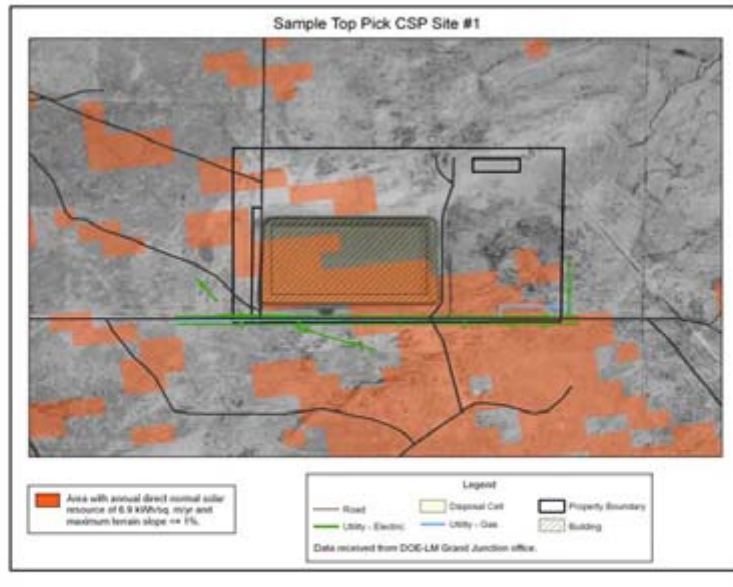 Sample Top Pick CSP Site #1
Area with annual direct normal solar
resource of 6.9 kWh/sq. m/yr and
maximum terrain slope <= 1%.
Legend
Road
Disposal Cell
Property Boundary
Utility - Electric
Utility - Gas
Building
Data received from DOE-LM Grand Junction office.